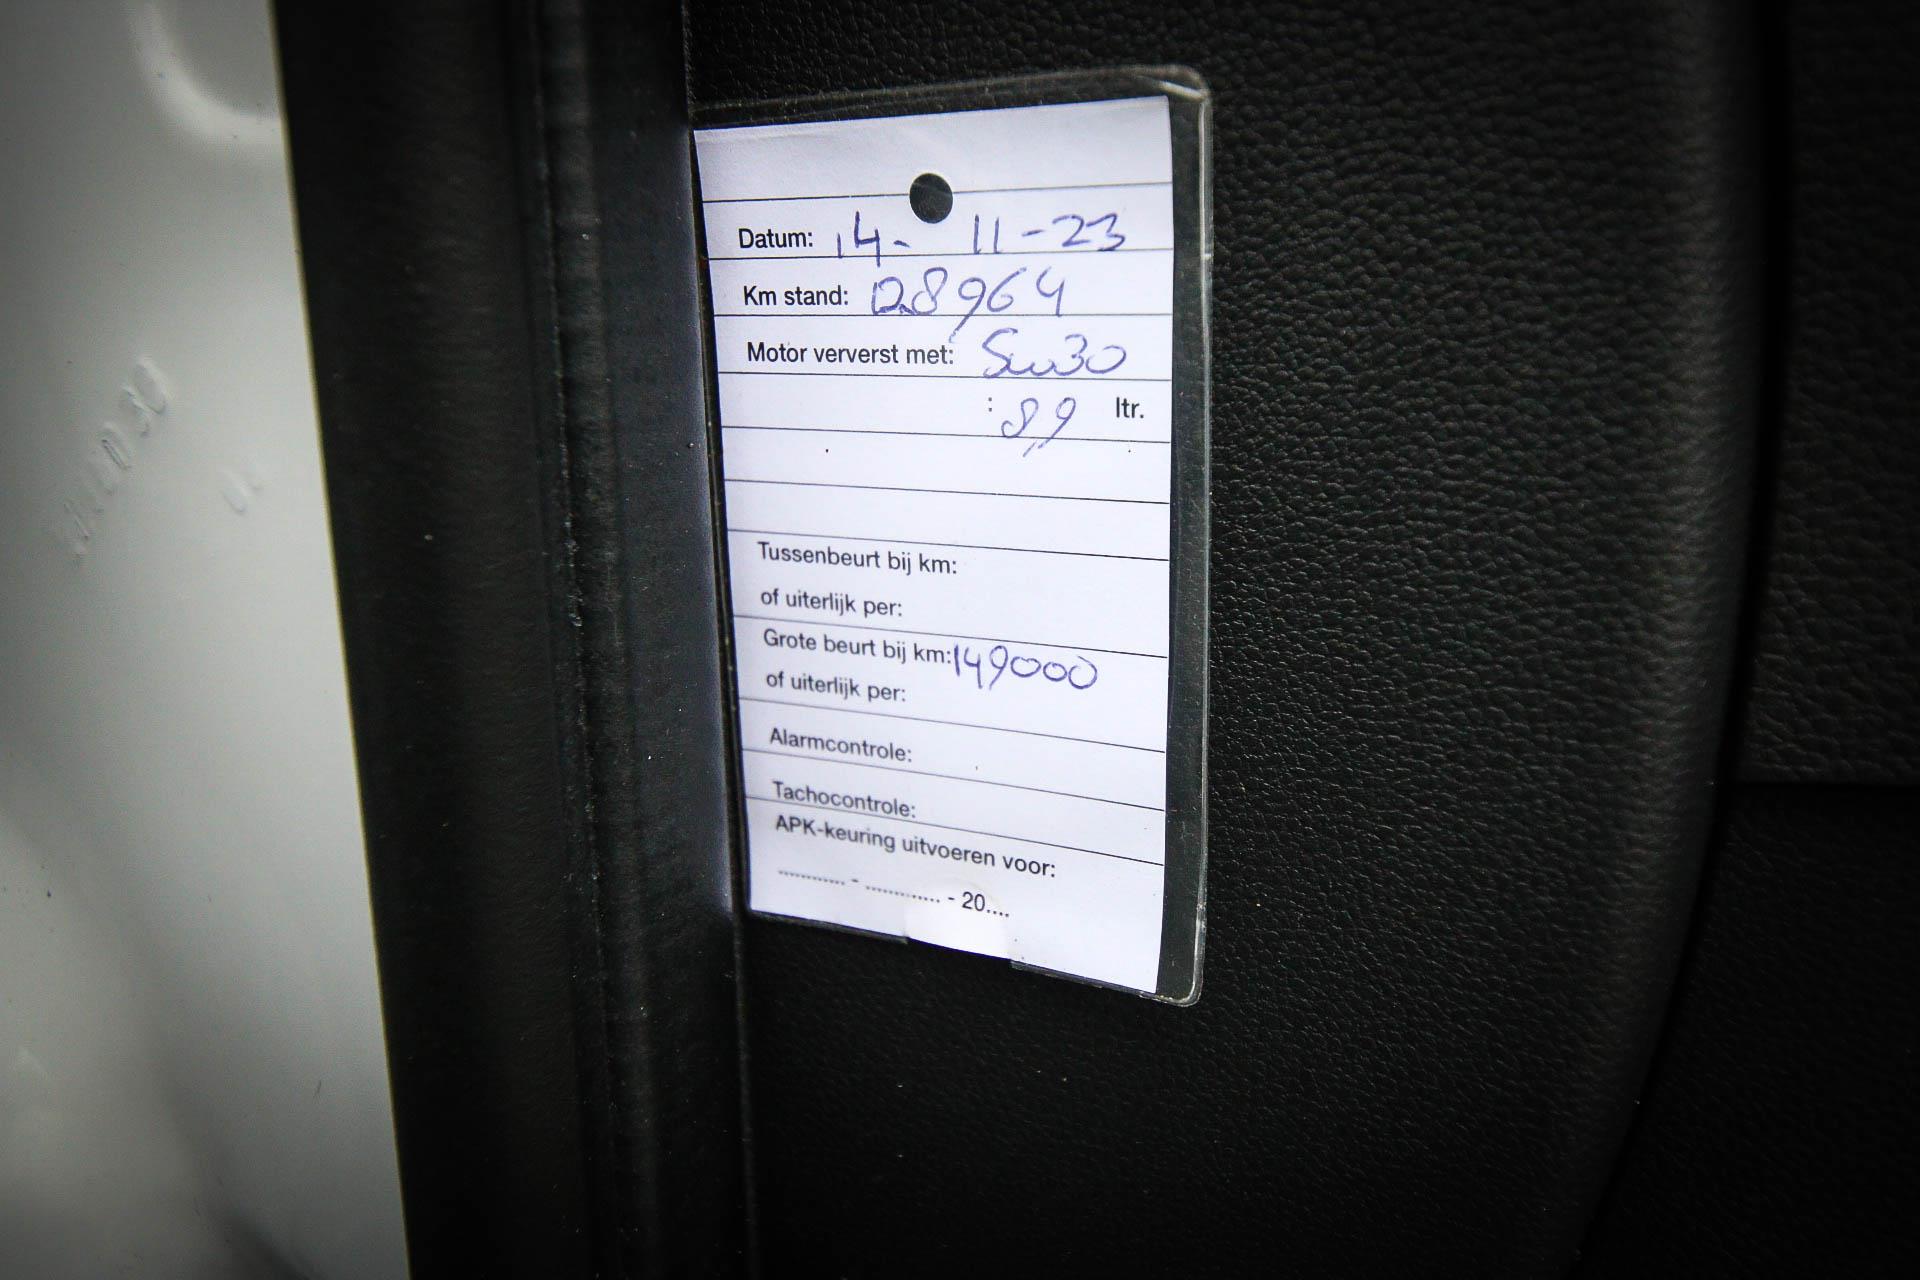 Datum: 14- 11-23
Km stand: 128964
Motor ververst met: 5w30
: 8,9 ltr.
Tussenbeurt bij km:
of uiterlijk per:
Grote beurt bij km: 149000
of uiterlijk per:
Alarmcontrole:
Tachocontrole:
APK-keuring uitvoeren voor:
............ - ............. - 20....